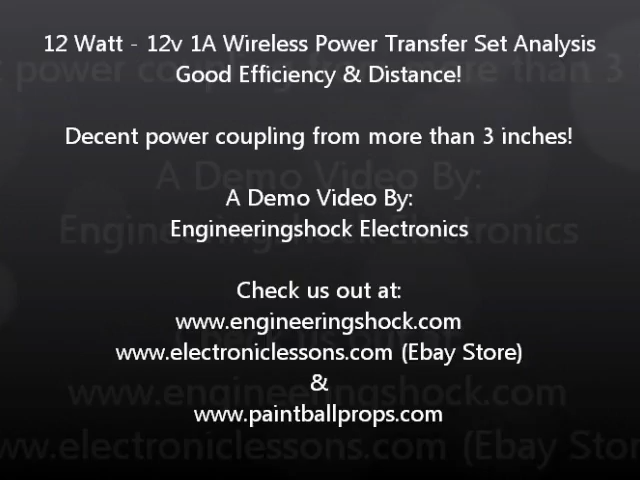 12 Watt - 12v 1A Wireless Power Transfer Set Analysis
Good Efficiency & Distance!
Decent power coupling from more than 3 inches!
A Demo Video By:
Engineeringshock Electronics
Check us out at:
www.engineeringshock.com
www.electroniclessons.com (Ebay Store)
&
www.paintballprops.com